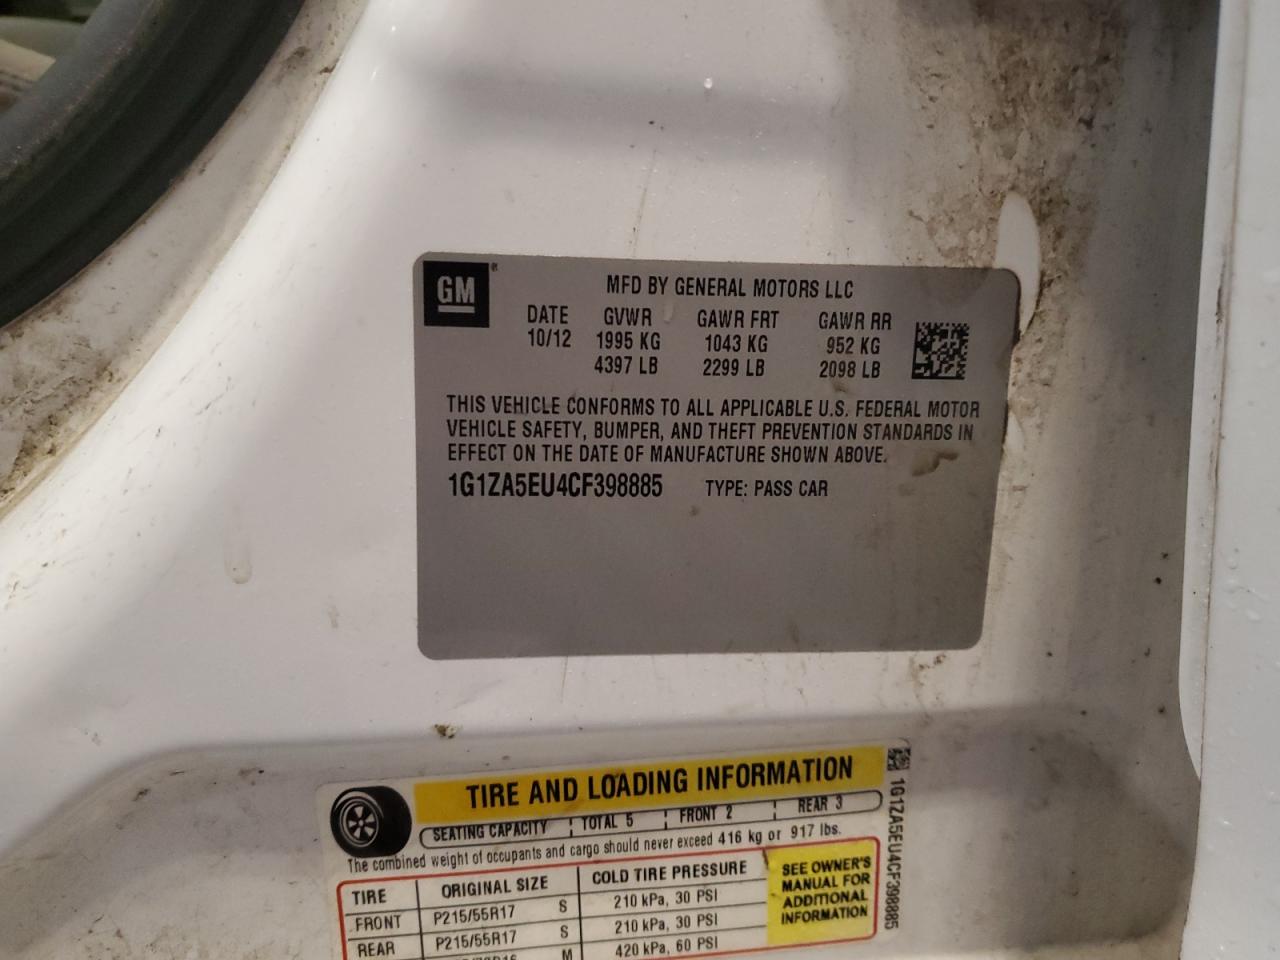 GM ®
MFD BY GENERAL MOTORS LLC
DATE GVWR GAWR FRT GAWR RR
10/12 1995 KG 1043 KG 952 KG
4397 LB 2299 LB 2098 LB
THIS VEHICLE CONFORMS TO ALL APPLICABLE U.S. FEDERAL MOTOR
VEHICLE SAFETY, BUMPER, AND THEFT PREVENTION STANDARDS IN
EFFECT ON THE DATE OF MANUFACTURE SHOWN ABOVE.
1G1ZA5EU4CF398885 TYPE: PASS CAR
TIRE AND LOADING INFORMATION
SEATING CAPACITY TOTAL 5 FRONT 2 REAR 3
The combined weight of occupants and cargo should never exceed 416 kg or 917 lbs.
TIRE ORIGINAL SIZE COLD TIRE PRESSURE
FRONT P215/55R17 S 210 kPa, 30 PSI
REAR P215/55R17 S 210 kPa, 30 PSI
M 420 kPa, 60 PSI
SEE OWNER'S
MANUAL FOR
ADDITIONAL
INFORMATION
1G1ZA5EU4CF398885